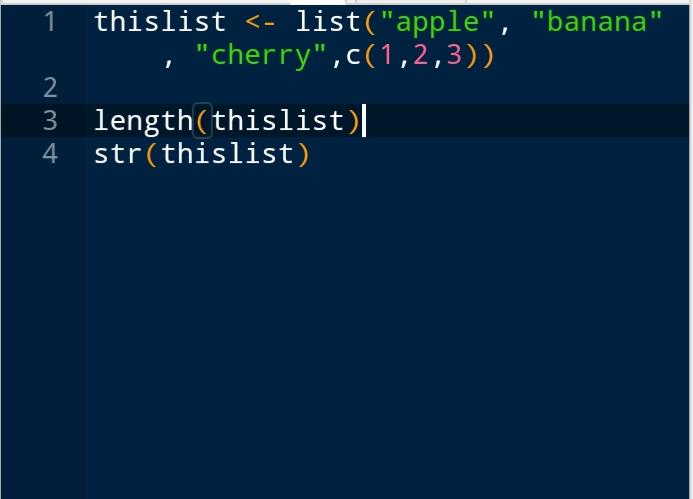 1 thislist <- list("apple", "banana"
, "cherry",c(1,2,3))
2
3 length(thislist)
4 str(thislist)